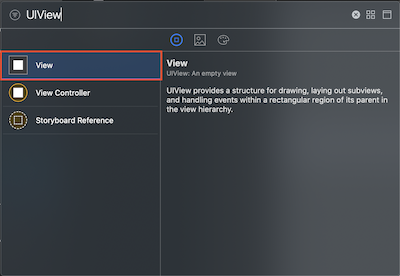 UIView
View
View Controller
Storyboard Reference
View
UIView: An empty view
UIView provides a structure for drawing, laying out subviews,
and handling events within a rectangular region of its parent in
the view hierarchy.